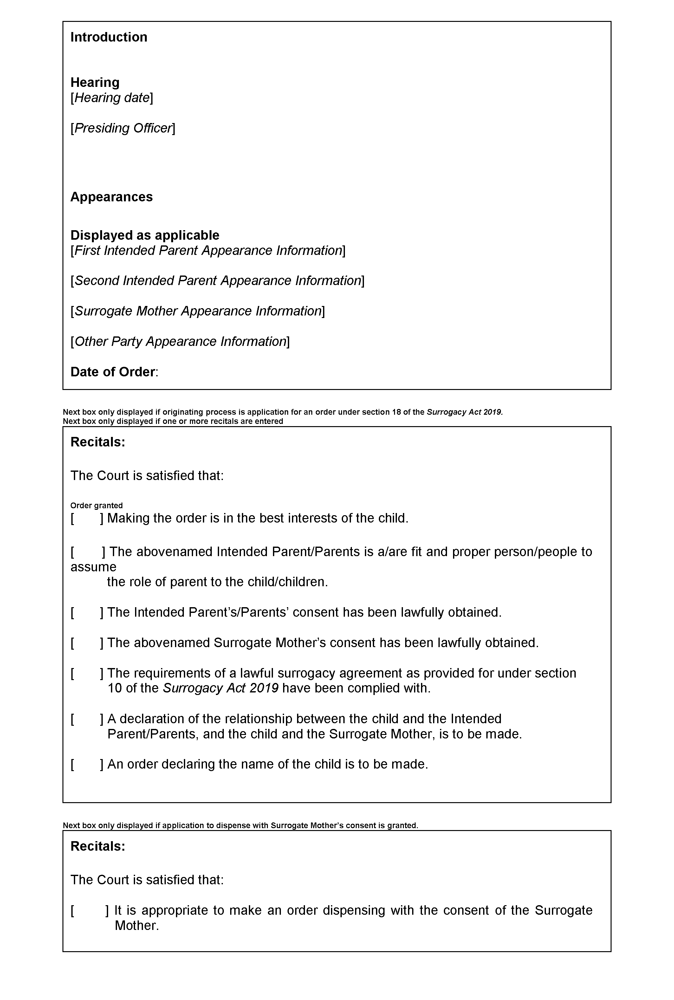 Introduction
Hearing
[Hearing date]
[Presiding Officer]
Appearances
Displayed as applicable
[First Intended Parent Appearance Information]
[Second Intended Parent Appearance Information]
[Surrogate Mother Appearance Information]
[Other Party Appearance Information]
Date of Order:
Next box only displayed if originating process is application for an order under section 18 of the Surrogacy Act 2019.
Next box only displayed if one or more recitals are entered
Recitals:
The Court is satisfied that:
Order granted
[ ] Making the order is in the best interests of the child.
[ ] The abovenamed Intended Parent/Parents is a/are fit and proper person/people to
assume
the role of parent to the child/children.
[ ] The Intended Parent’s/Parents’ consent has been lawfully obtained.
[ ] The abovenamed Surrogate Mother’s consent has been lawfully obtained.
[ ] The requirements of a lawful surrogacy agreement as provided for under section
10 of the Surrogacy Act 2019 have been complied with.
[ ] A declaration of the relationship between the child and the Intended
Parent/Parents, and the child and the Surrogate Mother, is to be made.
[ ] An order declaring the name of the child is to be made.
Next box only displayed if application to dispense with Surrogate Mother’s consent is granted.
Recitals:
The Court is satisfied that:
[ ] It is appropriate to make an order dispensing with the consent of the Surrogate
Mother.